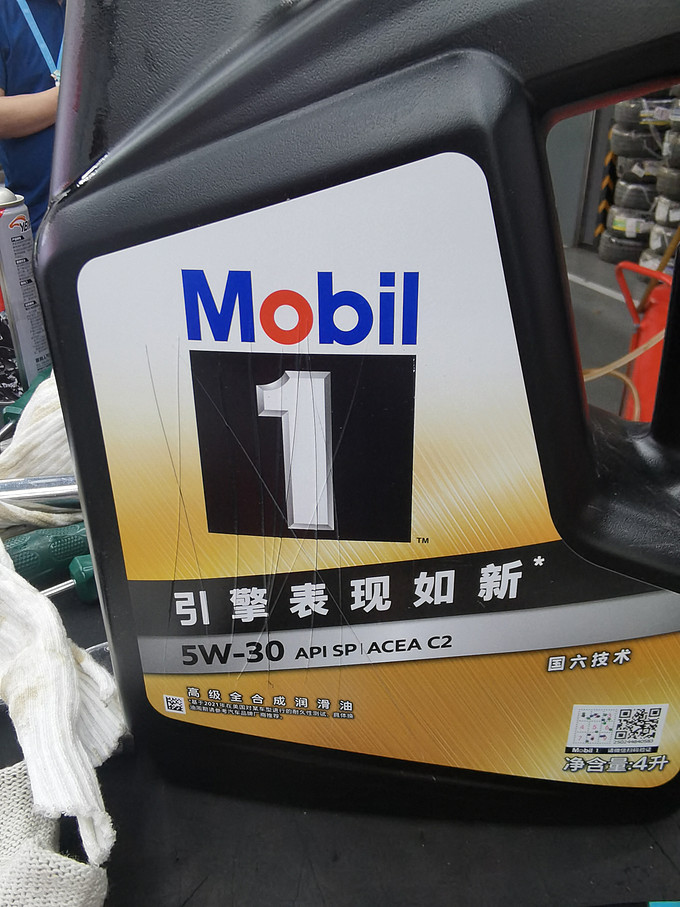 Mobil
1
TM
引擎表现如新*
5W-30 API SP | ACEA C2
国六技术
高级全合成润滑油
Mobil 1
净含量:4升